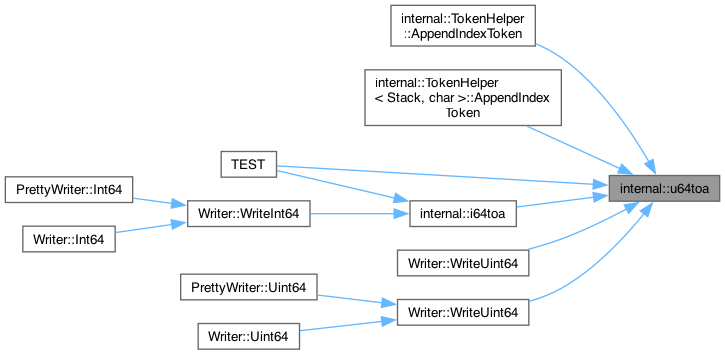 internal::TokenHelper
::AppendIndexToken
internal::TokenHelper
< Stack, char >::AppendIndex
Token
TEST
internal::u64toa
PrettyWriter::Int64
Writer::WriteInt64
internal::i64toa
Writer::Int64
Writer::WriteUint64
PrettyWriter::Uint64
Writer::WriteUint64
Writer::Uint64